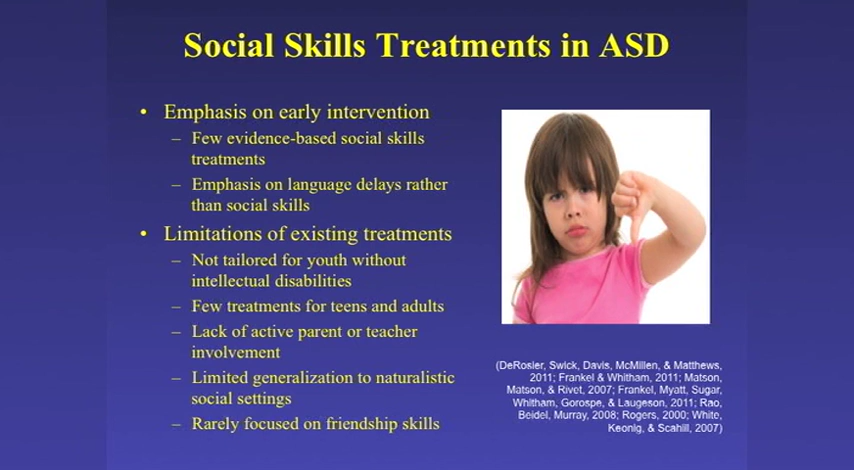 Social Skills Treatments in ASD
• Emphasis on early intervention
– Few evidence-based social skills
treatments
– Emphasis on language delays rather
than social skills
• Limitations of existing treatments
– Not tailored for youth without
intellectual disabilities
– Few treatments for teens and adults
– Lack of active parent or teacher
involvement
– Limited generalization to naturalistic
social settings
– Rarely focused on friendship skills
(DeRosier, Swick, Davis, McMillen, & Matthews,
2011; Frankel & Whitham, 2011; Matson,
Matson, & Rivet, 2007; Frankel, Myatt, Sugar,
Whitham, Gorospe, & Laugeson, 2011; Rao,
Beidel, Murray, 2008; Rogers, 2000; White,
Keonig, & Scahill, 2007)